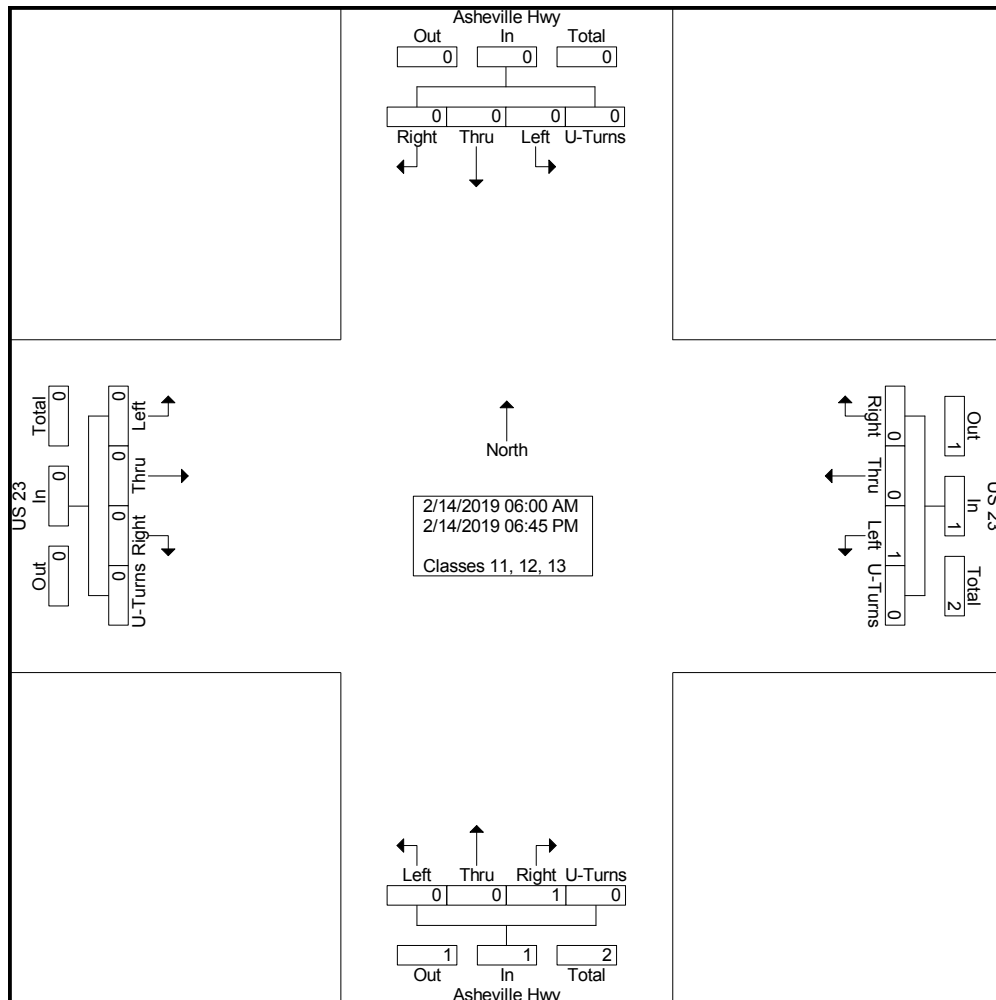 Asheville Hwy
Out In Total
0 0 0
0 0 0 0
Right Thru Left U-Turns
US 23
Total In Out
0 0 0
0 0 0 0
Left Thru Right U-Turns
North
2/14/2019 06:00 AM
2/14/2019 06:45 PM
Classes 11, 12, 13
Right Thru Left U-Turns
0 0 1 0
Out In Total
1 1 2
US 23
Left Thru Right U-Turns
0 0 1 0
1 1 2
Out In Total
Asheville Hwy